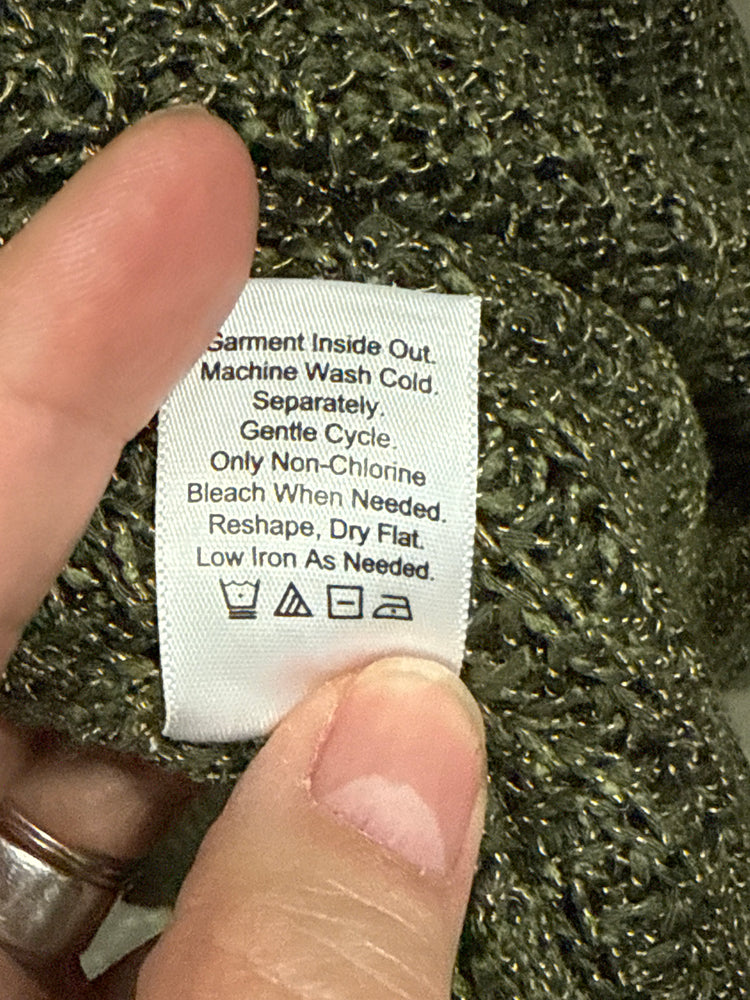 Garment Inside Out.
Machine Wash Cold.
Separately.
Gentle Cycle.
Only Non-Chlorine
Bleach When Needed.
Reshape, Dry Flat.
Low Iron As Needed.